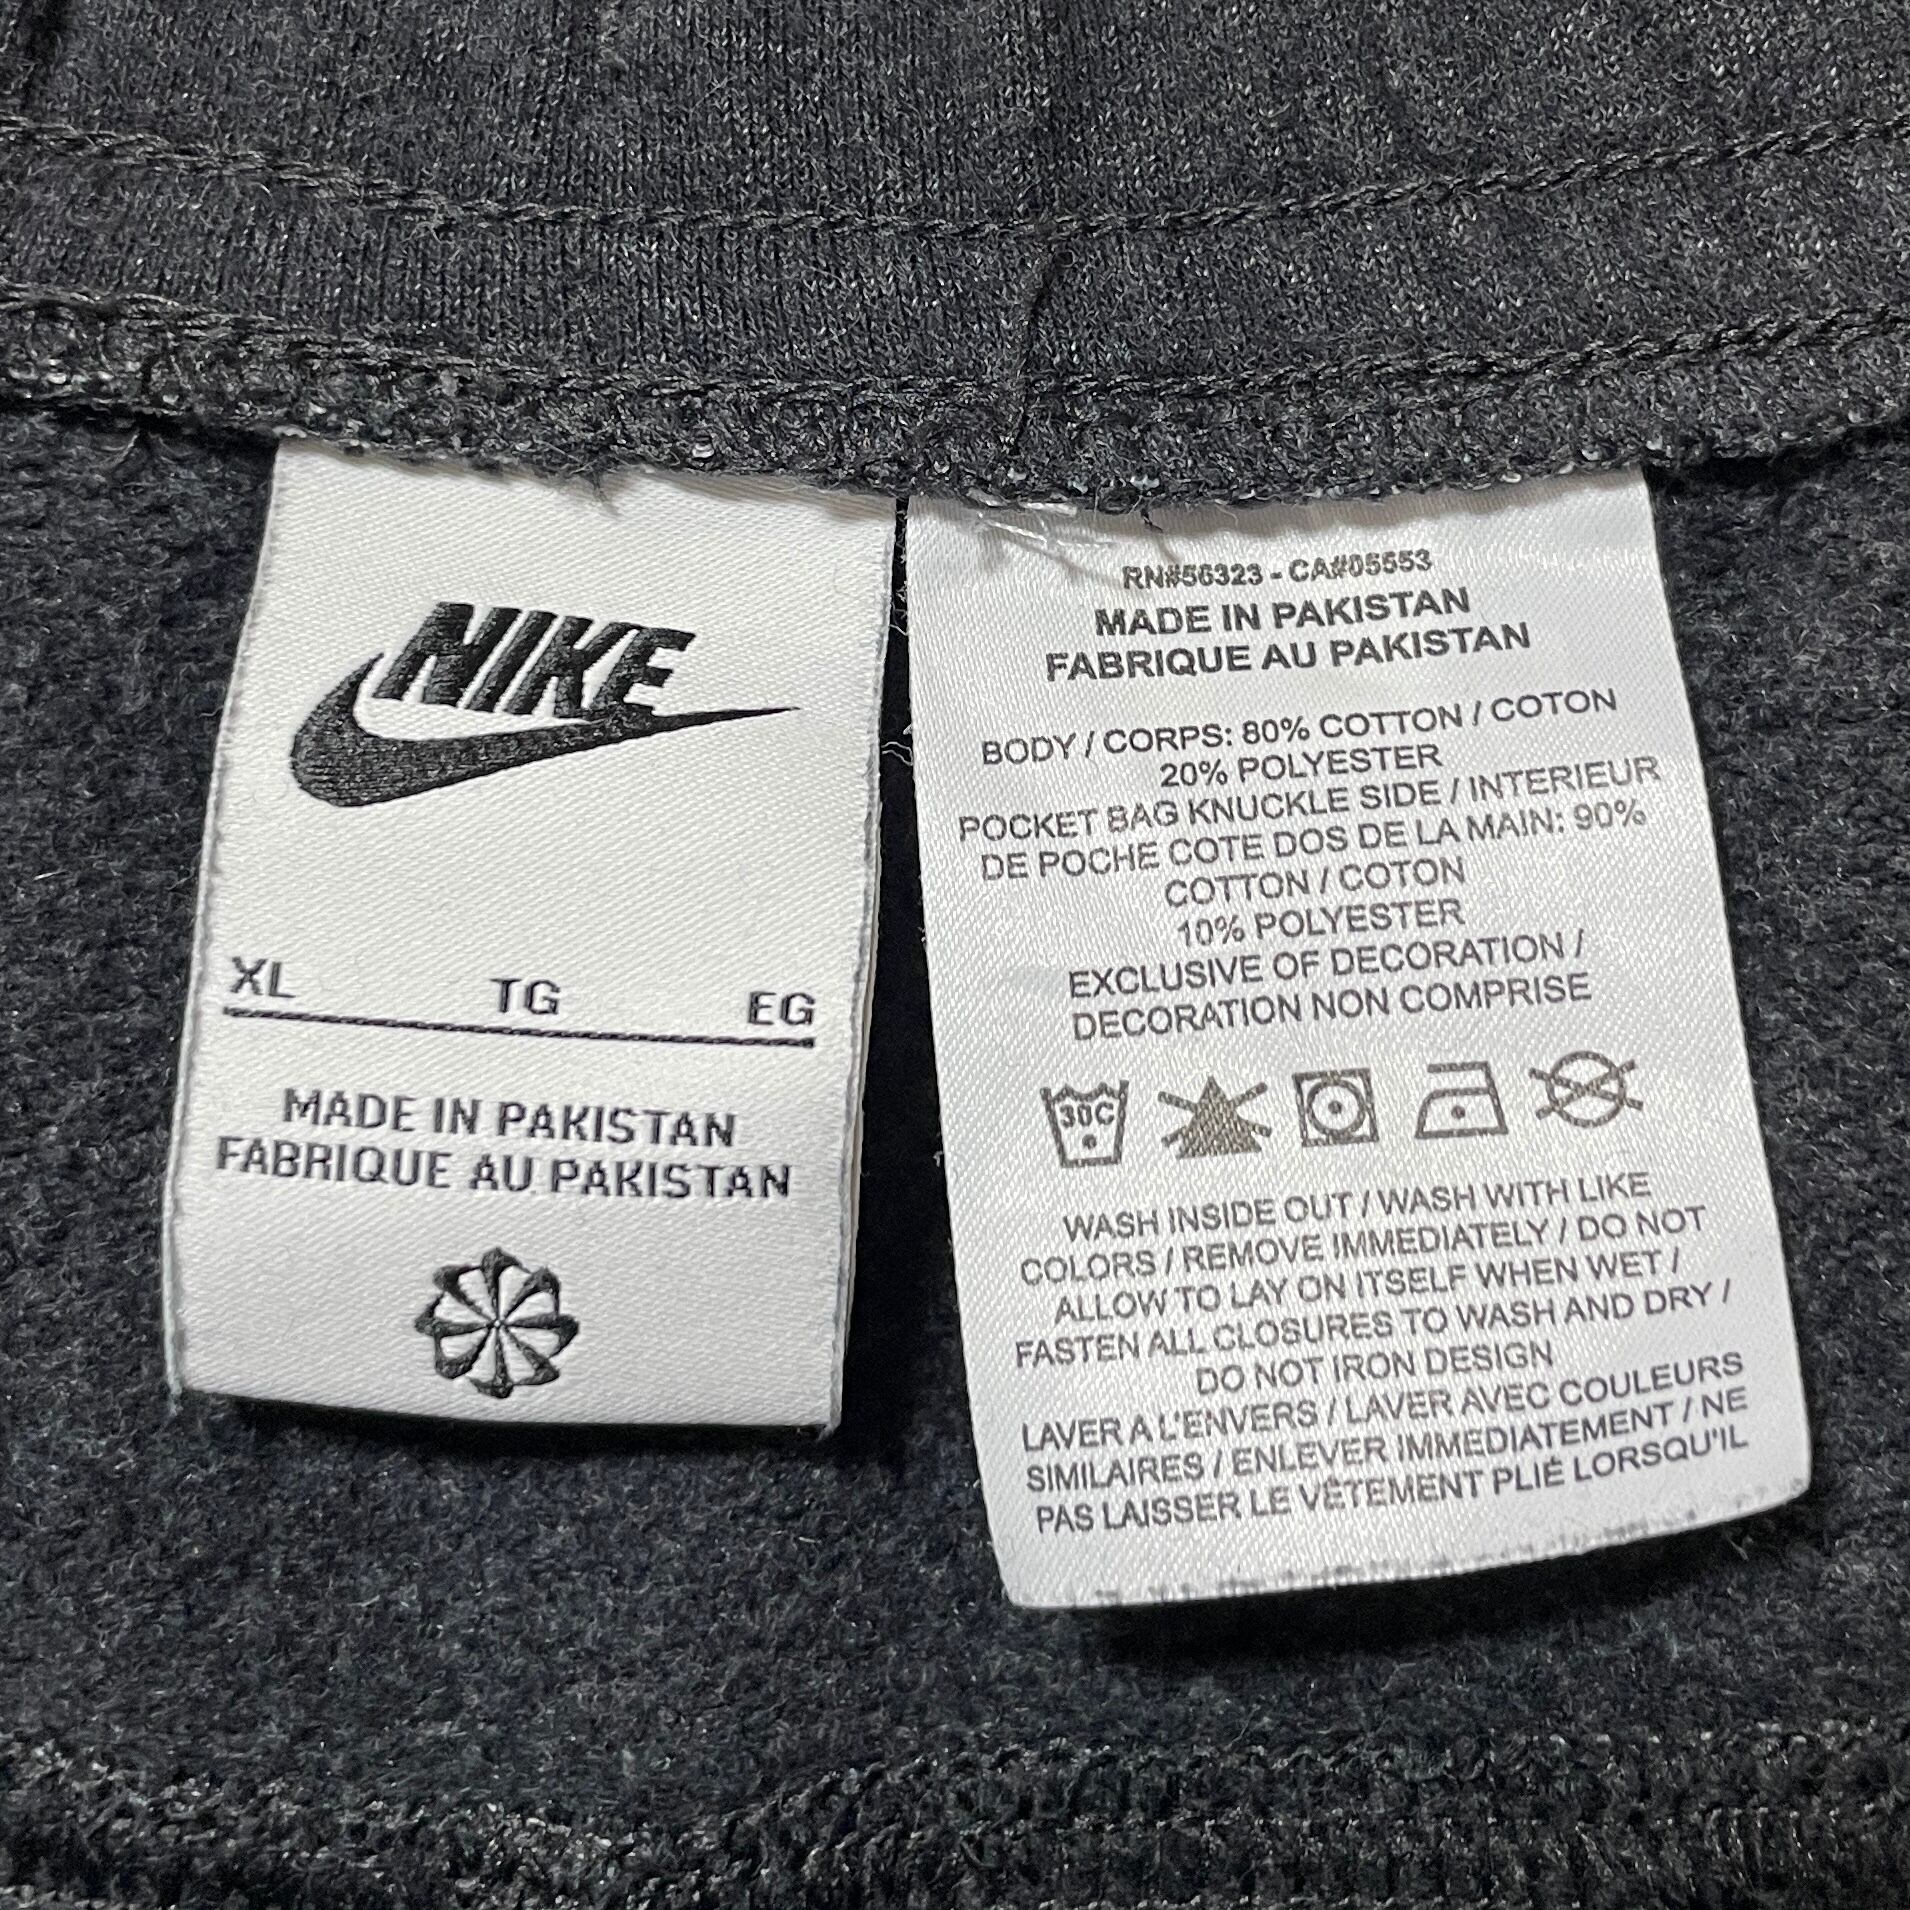 NIKE
XL TG EG
MADE IN PAKISTAN
FABRIQUE AU PAKISTAN
RN#56323 - CA#05553
MADE IN PAKISTAN
FABRIQUE AU PAKISTAN
BODY / CORPS: 80% COTTON / COTON
20% POLYESTER
POCKET BAG KNUCKLE SIDE / INTERIEUR
DE POCHE COTE DOS DE LA MAIN: 90%
COTTON / COTON
10% POLYESTER
EXCLUSIVE OF DECORATION /
DECORATION NON COMPRISE
30C
WASH INSIDE OUT / WASH WITH LIKE
COLORS / REMOVE IMMEDIATELY / DO NOT
ALLOW TO LAY ON ITSELF WHEN WET /
FASTEN ALL CLOSURES TO WASH AND DRY /
DO NOT IRON DESIGN
LAVER A L'ENVERS / LAVER AVEC COULEURS
SIMILAIRES / ENLEVER IMMEDIATEMENT / NE
PAS LAISSER LE VÊTEMENT PLIÉ LORSQU'IL